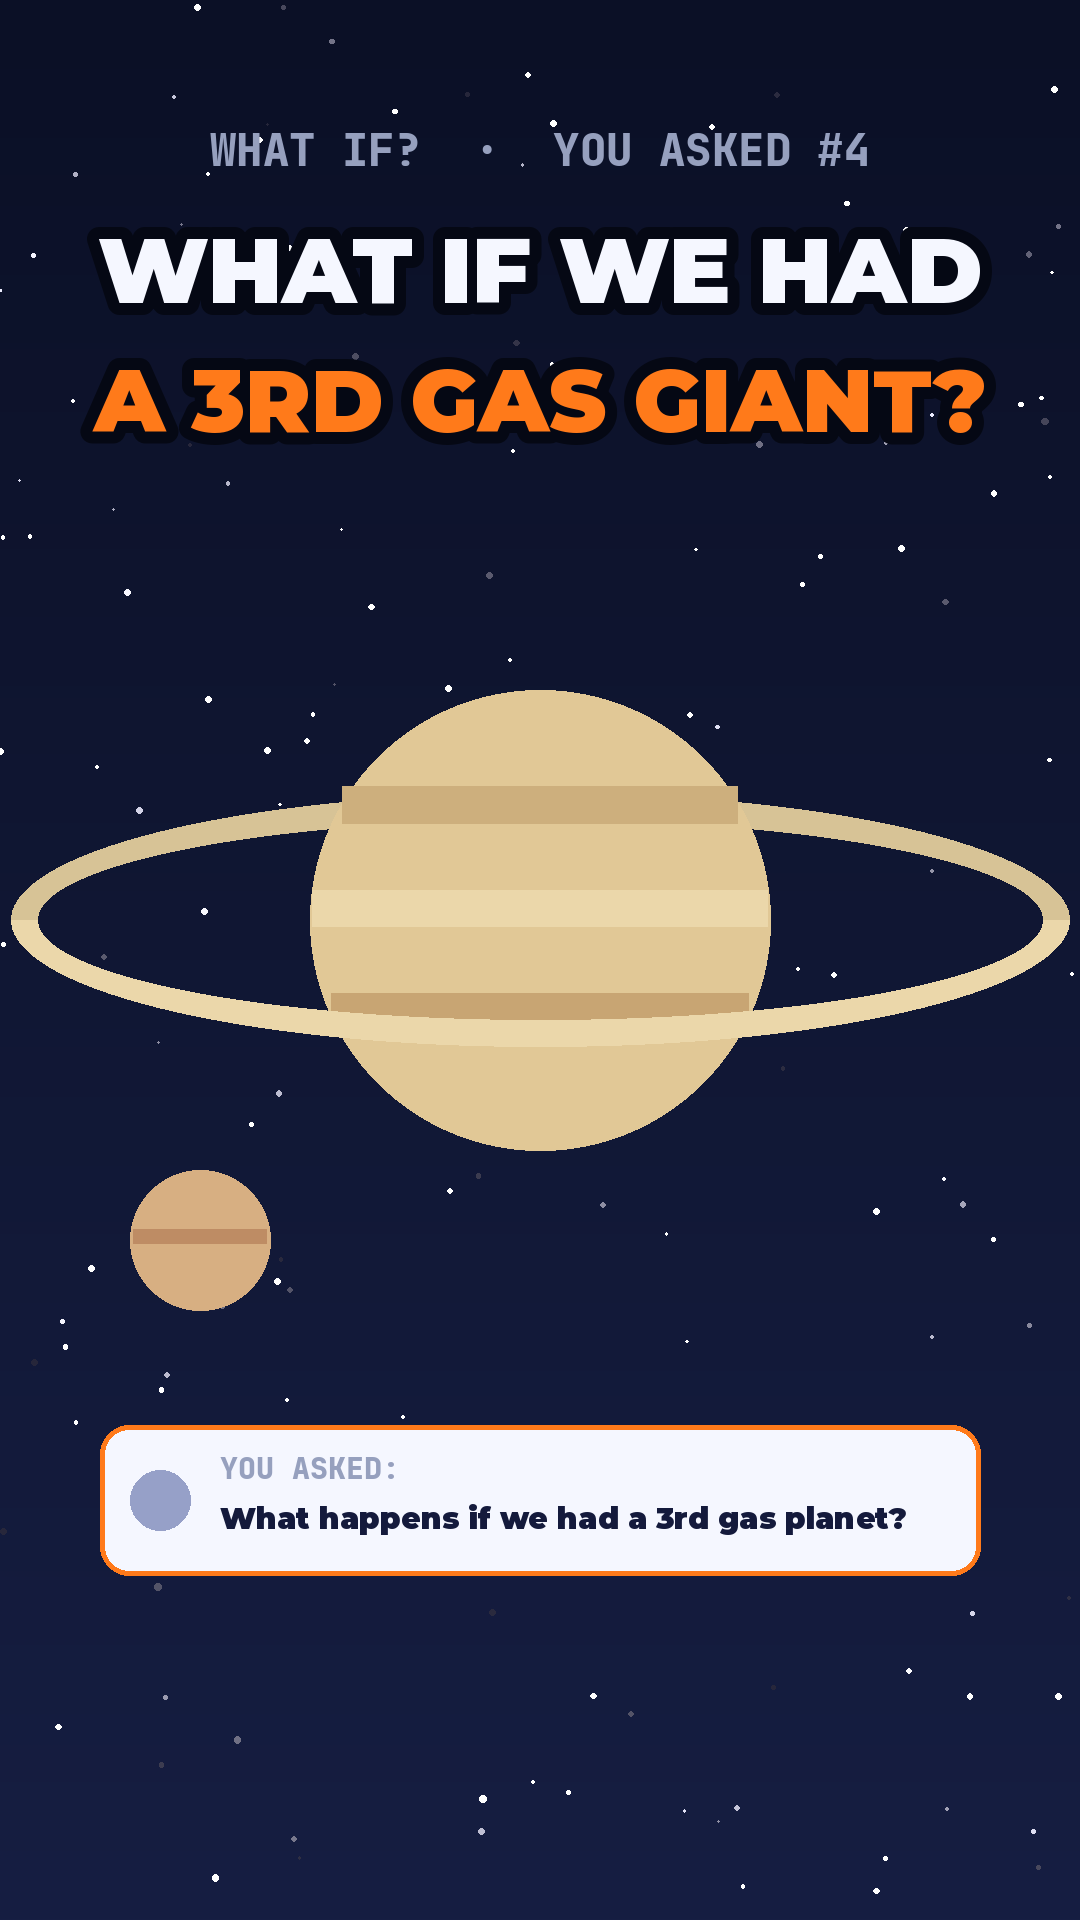 WHAT IF? • YOU ASKED #4
WHAT IF WE HAD
A 3RD GAS GIANT?
YOU ASKED:
What happens if we had a 3rd gas planet?